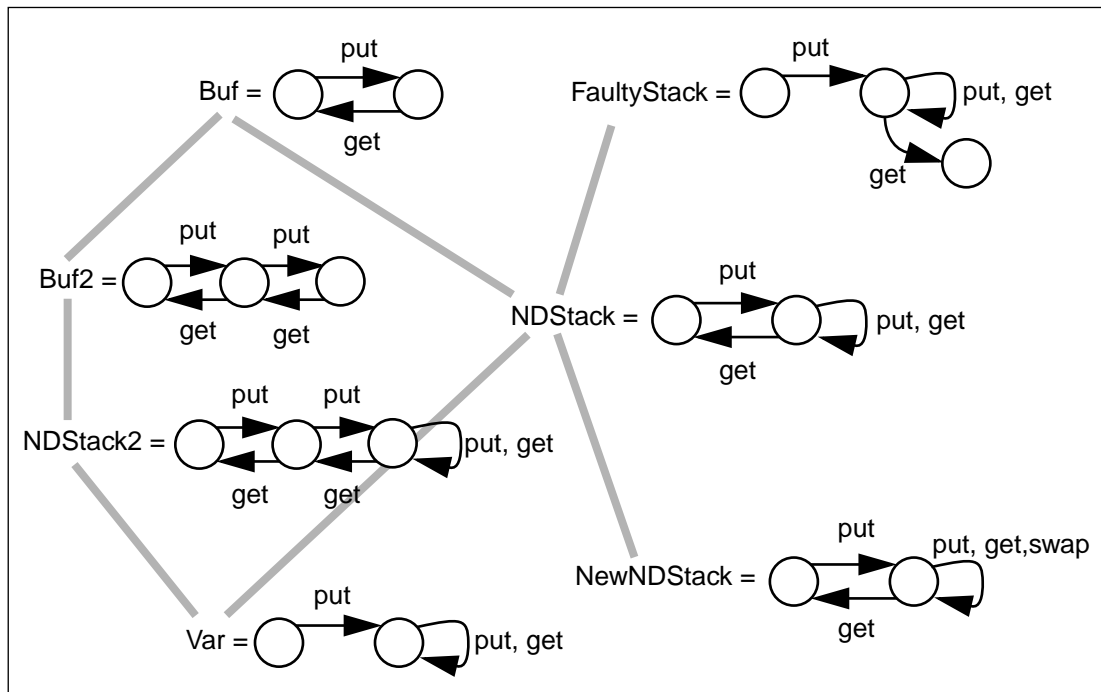 put
Buf =
get
put
FaultyStack =
put, get
get
put
put
Buf2 =
get
get
put
NDStack =
put, get
get
put
put
NDStack2 =
put, get
get
get
put
Var =
put, get
put
put, get,swap
NewNDStack =
get